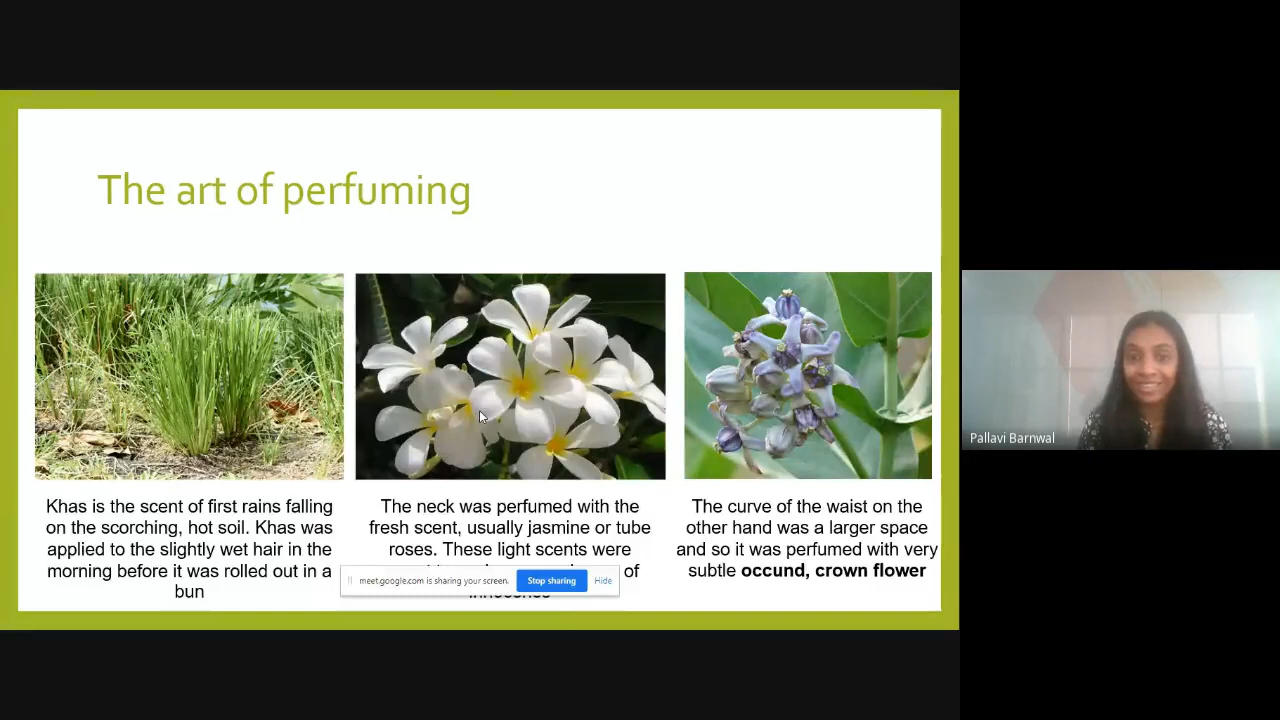 The art of perfuming
Khas is the scent of first rains falling
on the scorching, hot soil. Khas was
applied to the slightly wet hair in the
morning before it was rolled out in a
bun
The neck was perfumed with the
fresh scent, usually jasmine or tube
roses. These light scents were
of
The curve of the waist on the
other hand was a larger space
and so it was perfumed with very
subtle occund, crown flower
meet.google.com is sharing your screen.
Stop sharing
Hide
Pallavi Barnwal